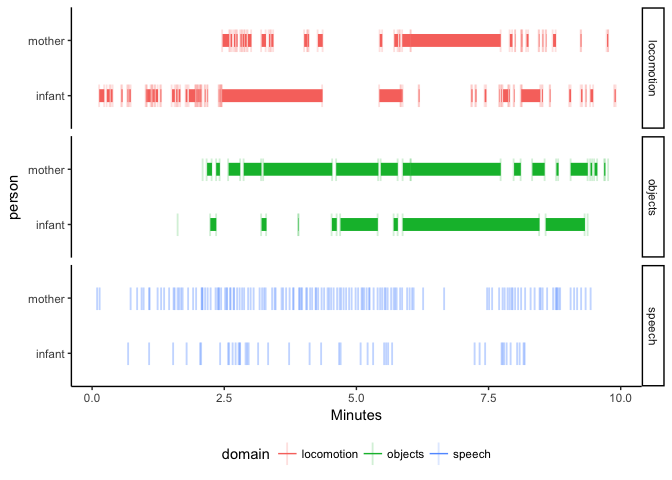 person
mother
infant
locomotion
mother
infant
objects
mother
infant
speech
0.0 2.5 5.0 7.5 10.0
Minutes
domain locomotion objects speech